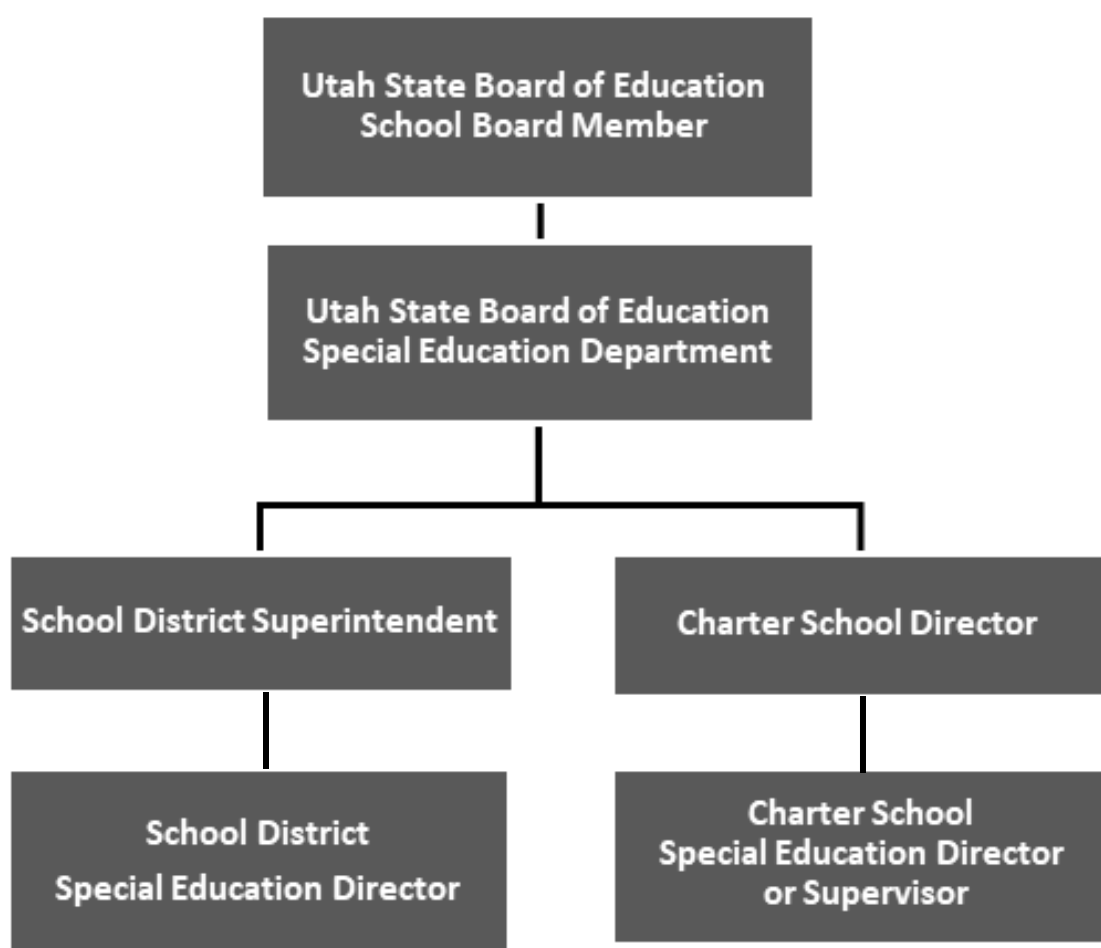 Utah State Board of Education
School Board Member
Utah State Board of Education
Special Education Department
School District Superintendent
Charter School Director
School District
Special Education Director
Charter School
Special Education Director
or Supervisor